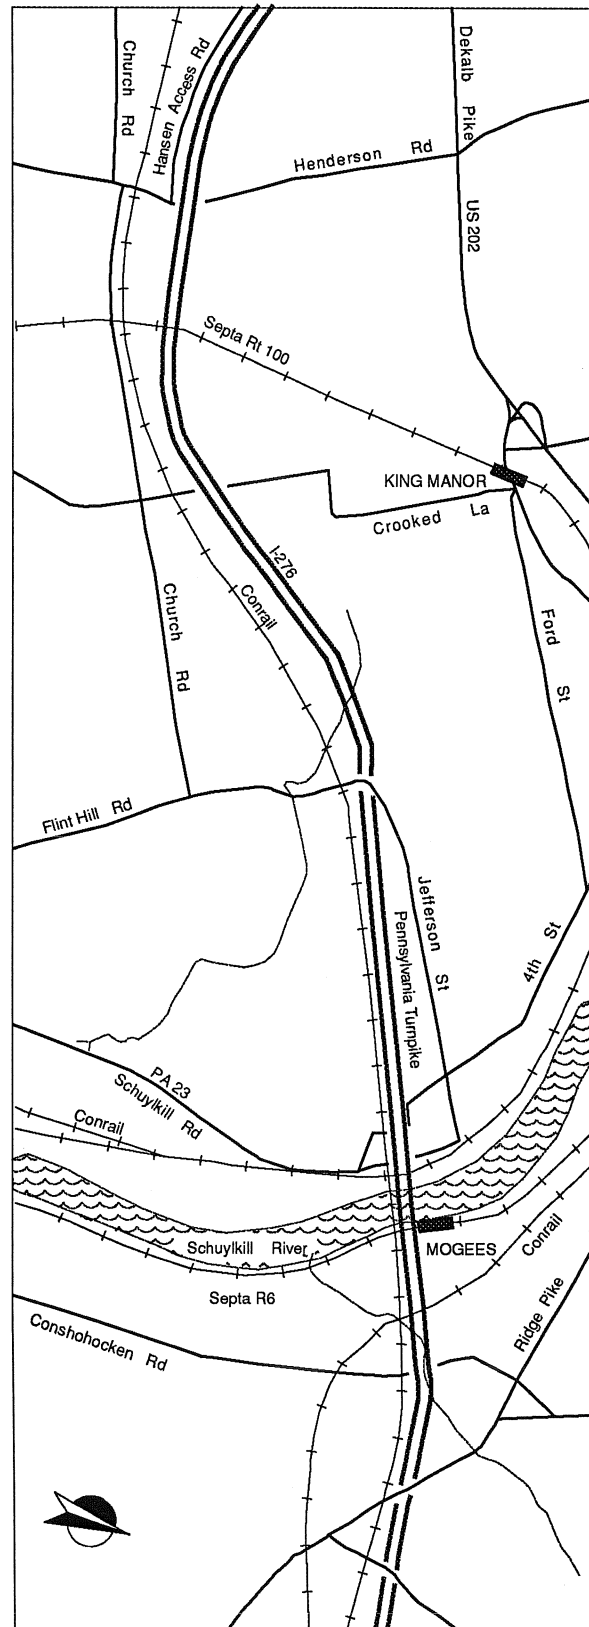 Church Rd
Hansen Access Rd
Dekalb Pike
Henderson Rd
US 202
Septa Rt 100
KING MANOR
Crooked La
I-276
Conrail
Church Rd
Ford St
Flint Hill Rd
Jefferson St
Pennsylvania Turnpike
4th St
PA 23
Schuylkill Rd
Conrail
Schuylkill River
MOGEES
Conrail
Septa R6
Ridge Pike
Conshohocken Rd